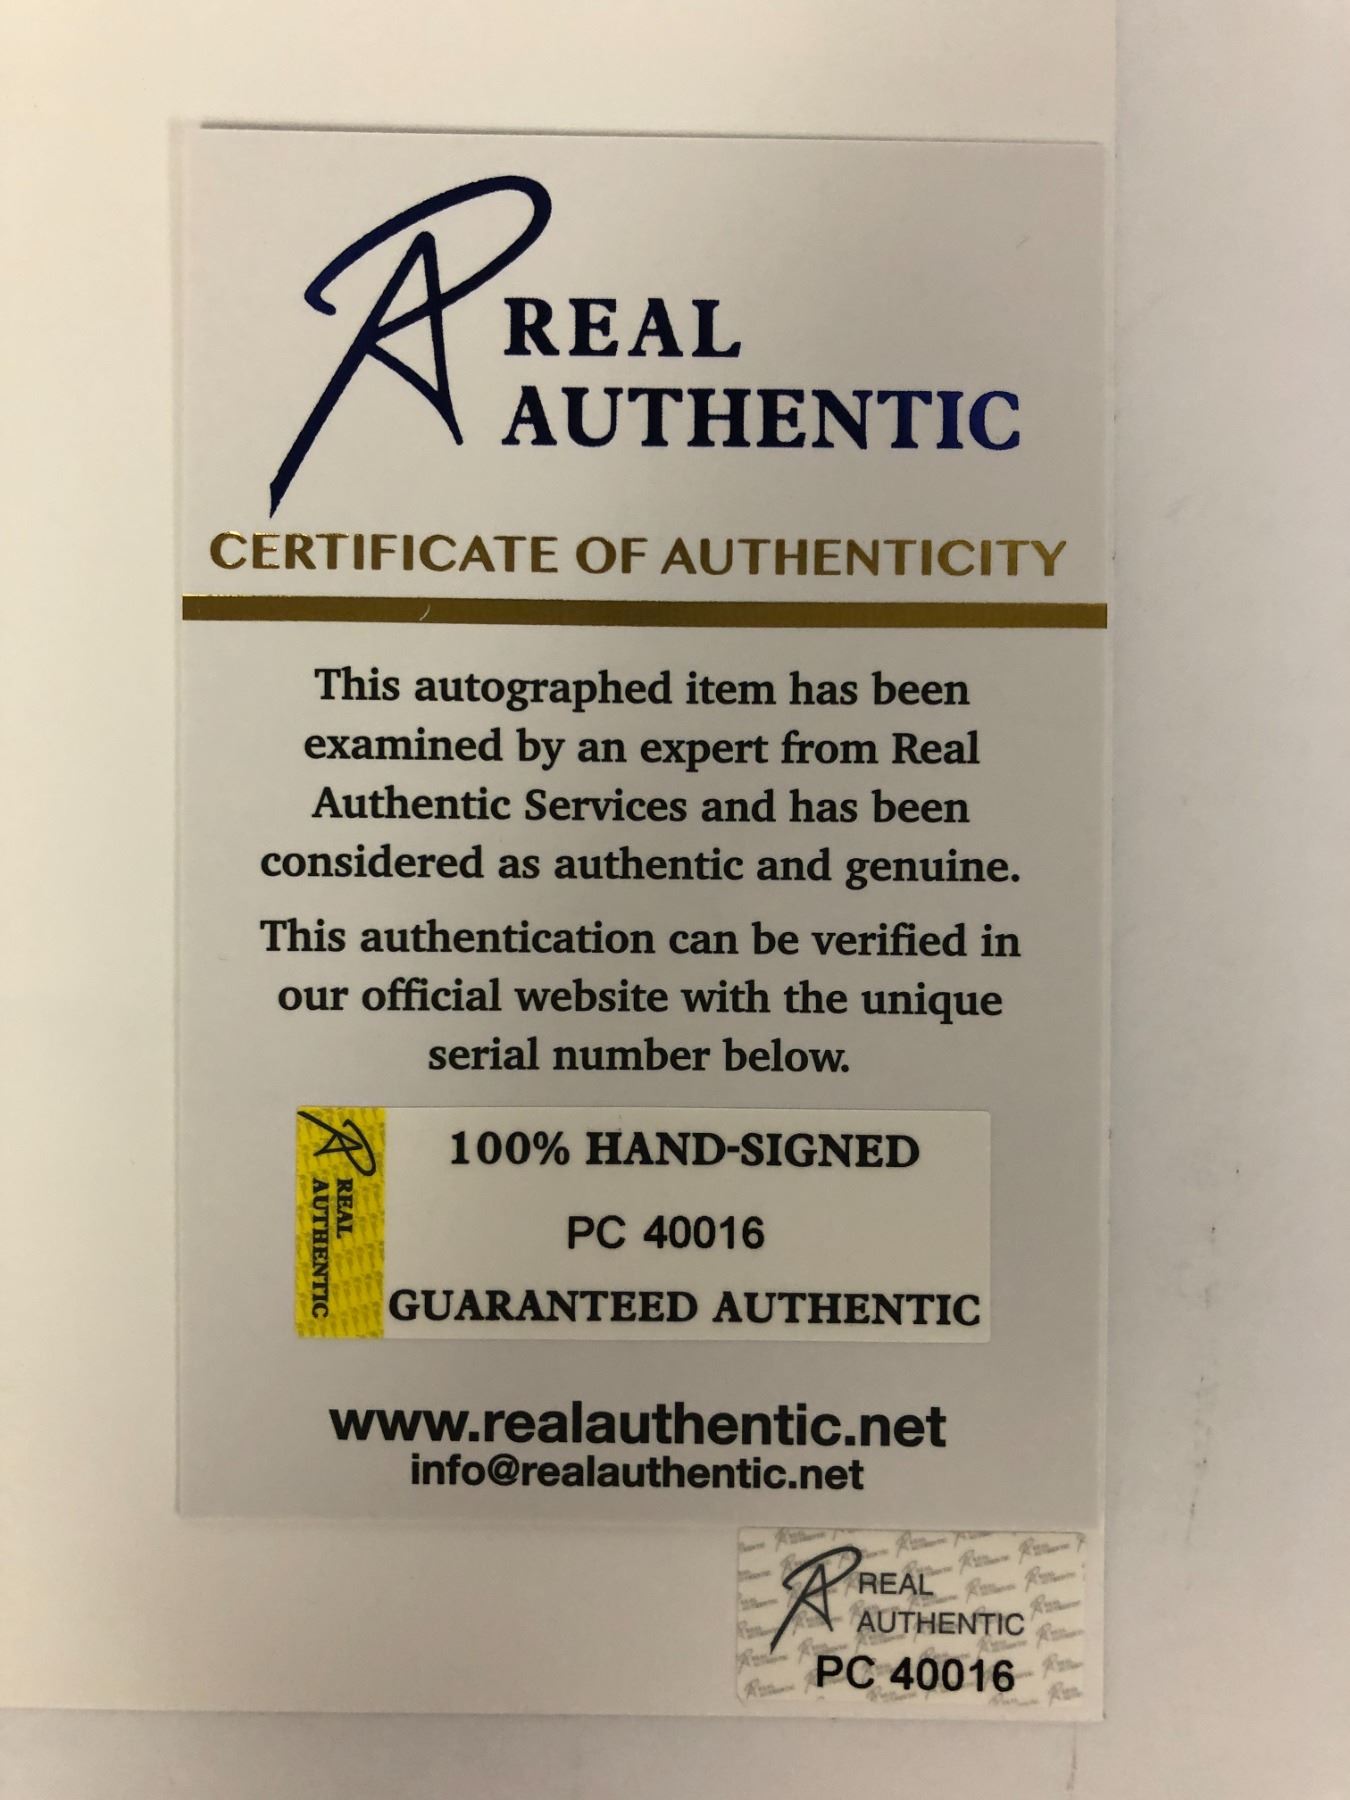 REAL
AUTHENTIC
CERTIFICATE OF AUTHENTICITY
This autographed item has been
examined by an expert from Real
Authentic Services and has been
considered as authentic and genuine.
This authentication can be verified in
our official website with the unique
serial number below.
REAL
AUTHENTIC
100% HAND-SIGNED
PC 40016
GUARANTEED AUTHENTIC
www.realauthentic.net
info@realauthentic.net
REAL
AUTHENTIC
PC 40016